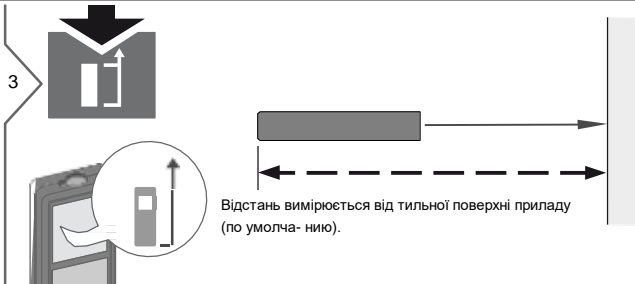 3
Відстань вимірюється від тильної поверхні приладу
(по умолча- нию).